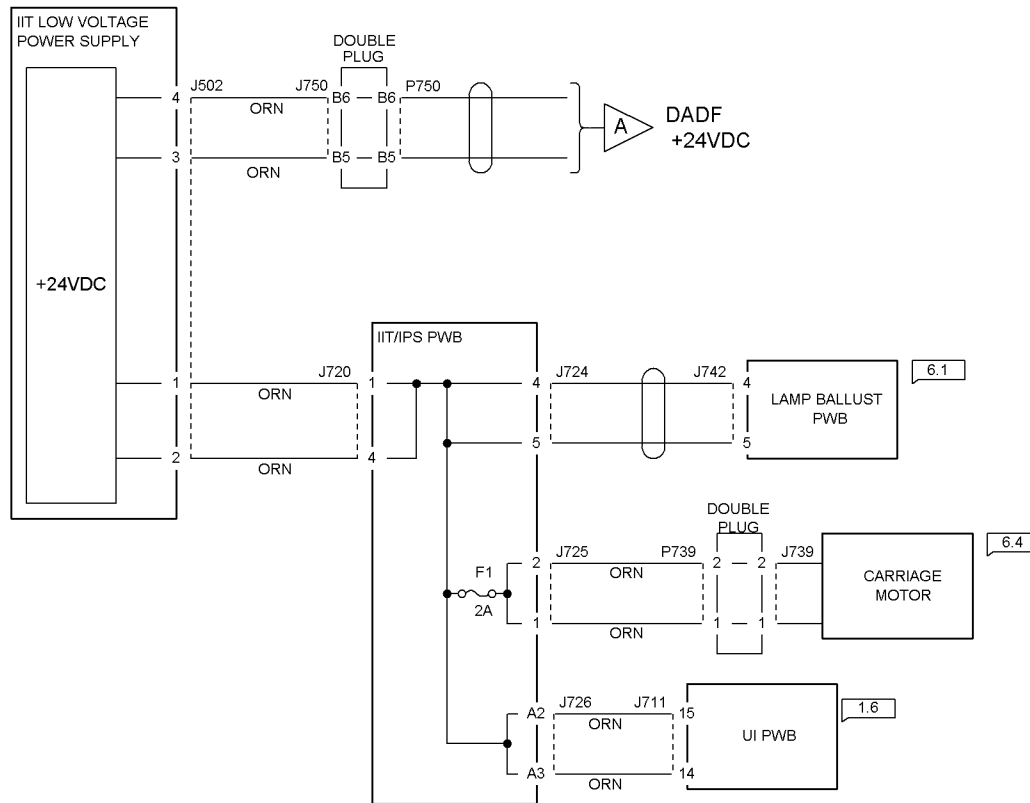 IIT LOW VOLTAGE
POWER SUPPLY
+24VDC
4
3
1
2
J502
ORN
ORN
J750
DOUBLE
PLUG
B6
B6
B5
B5
P750
A
DADF
+24VDC
ORN
ORN
J720
IIT/IPS PWB
1
4
4
5
J724
J742
4
5
LAMP BALLUST
PWB
6.1
F1
2A
2
1
J725
ORN
ORN
P739
DOUBLE
PLUG
2
2
1
1
J739
CARRIAGE
MOTOR
6.4
A2
A3
J726
ORN
ORN
J711
15
14
UI PWB
1.6